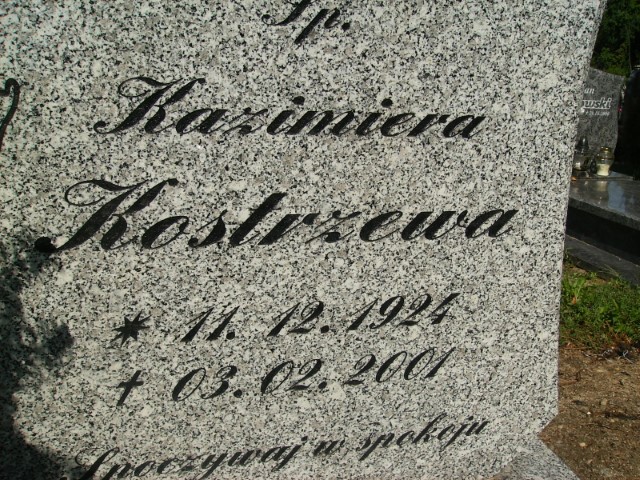 Śp.
Kazimiera
Kostrzewa
* 11. 12. 1924
† 03. 02. 2001
Spoczywaj w spokoju